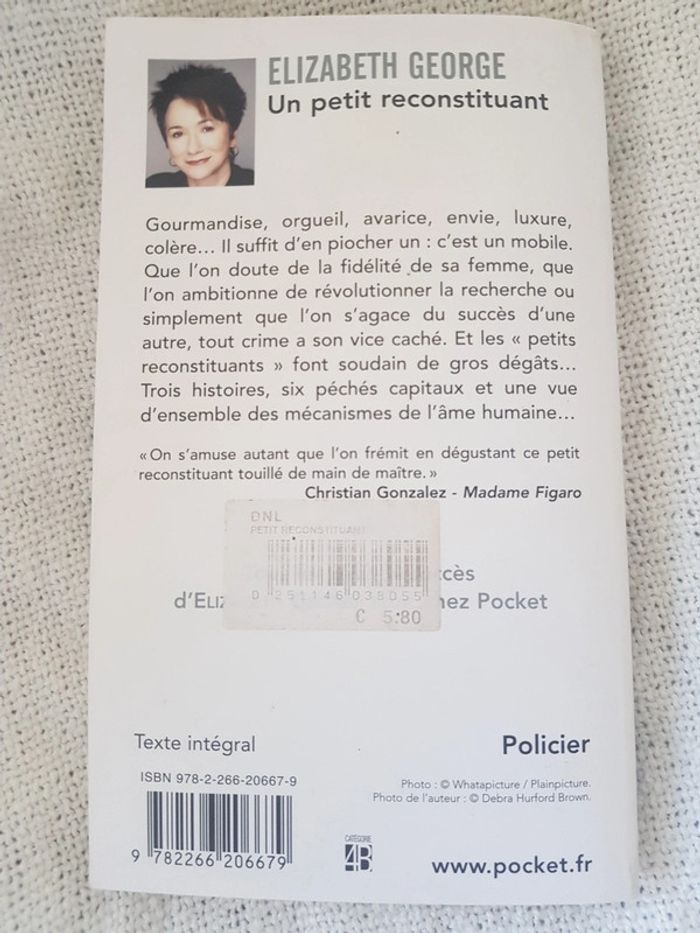 ELIZABETH GEORGE
Un petit reconstituant
Gourmandise, orgueil, avarice, envie, luxure,
colère... Il suffit d'en piocher un : c'est un mobile.
Que l'on doute de la fidélité de sa femme, que
l'on ambitionne de révolutionner la recherche ou
simplement que l'on s'agace du succès d'une
autre, tout crime a son vice caché. Et les « petits
reconstituants » font soudain de gros dégâts...
Trois histoires, six péchés capitaux et une vue
d'ensemble des mécanismes de l'âme humaine...
« On s'amuse autant que l'on frémit en dégustant ce petit
reconstituant touillé de main de maître. »
Christian Gonzalez - Madame Figaro
DNL
PETIT RECONSTITUANT
D 251146 038055
€ 5.80
d'ELIZ
Pocket
Texte intégral
Policier
ISBN 978-2-266-20667-9
Photo : © Whatapicture / Plainpicture.
Photo de l'auteur : © Debra Hurford Brown.
9 782266 206679
CATÉGORIE
4B
www.pocket.fr